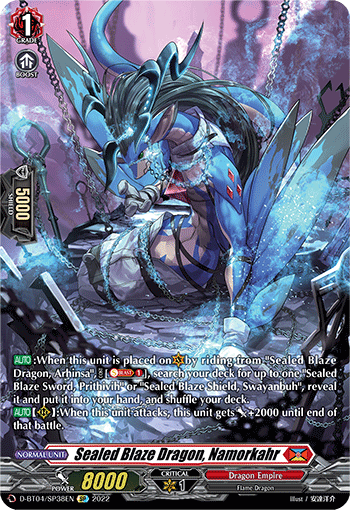 1
GRADE
BOOST
5000
SHIELD
AUTO :When this unit is placed on by riding from "Sealed Blaze
Dragon, Arhinsa", [ BLAST 1 ], search your deck for up to one "Sealed
Blaze Sword, Prithivih" or "Sealed Blaze Shield, Swayanbuh", reveal
it and put it into your hand, and shuffle your deck.
AUTO [ ]:When this unit attacks, this unit gets +2000 until end of
that battle.
NORMAL UNIT Sealed Blaze Dragon, Namorkahr
POWER 8000 CRITICAL 1 Dragon Empire
Flame Dragon
D-BT04/SP38EN SP 2022 illust / 安達洋介